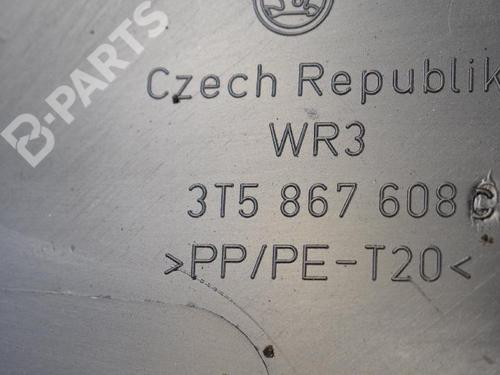 B-PARTS
Czech Republik
WR3
3T5 867 608 C
>PP/PE-T20<